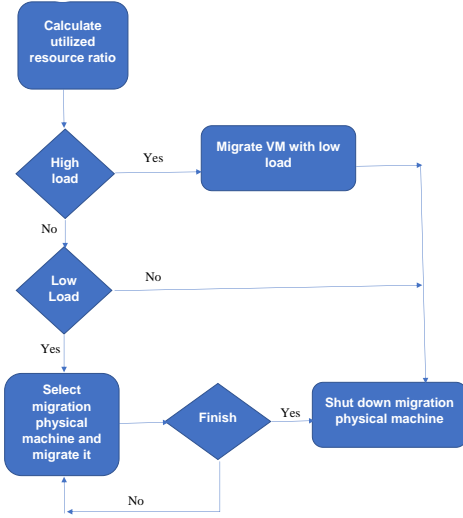 Calculate
utilized
resource ratio
High
load
Yes
Migrate VM with low
load
No
Low
Load
No
Yes
Select
migration
physical
machine and
migrate it
Finish
Yes
Shut down migration
physical machine
No